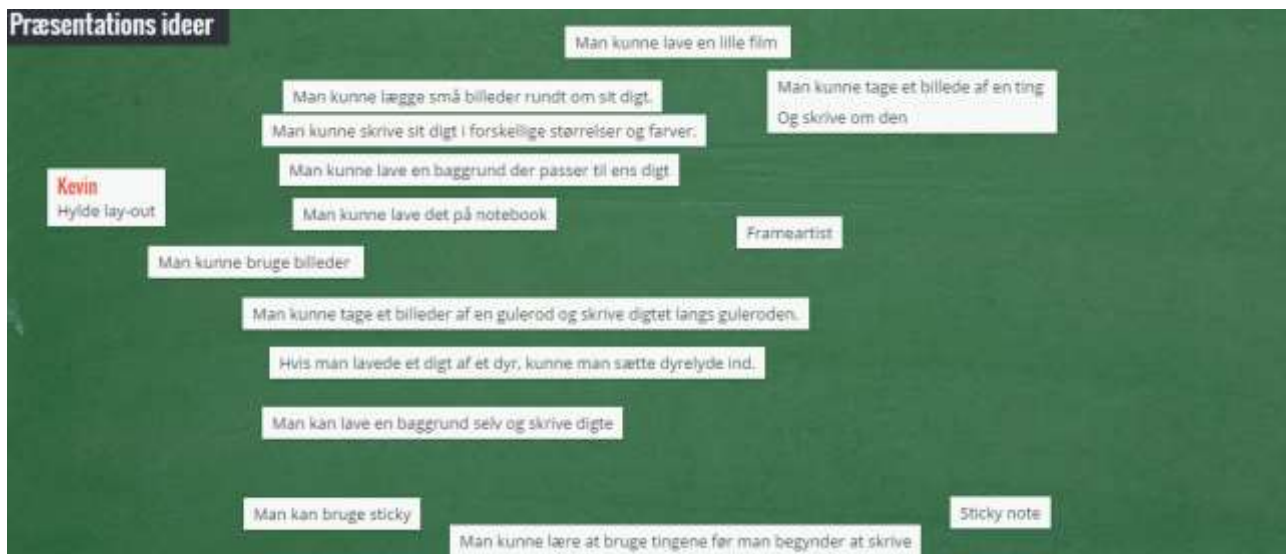 Præsentations ideer
Man kunne lave en lille film
Man kunne lægge små billeder rundt om sit digt.
Man kunne tage et billede af en ting
Og skrive om den
Man kunne skrive sit digt i forskellige størrelser og farver.
Man kunne lave en baggrund der passer til ens digt
Kevin
Hylde lay-out
Man kunne lave det på notebook
Frameartist
Man kunne bruge billeder
Man kunne tage et billeder af en gulerod og skrive digtet langs guleroden.
Hvis man lavede et digt af et dyr, kunne man sætte dyrelyde ind.
Man kan lave en baggrund selv og skrive digte
Man kan bruge sticky
Sticky note
Man kunne lære at bruge tingene før man begynder at skrive